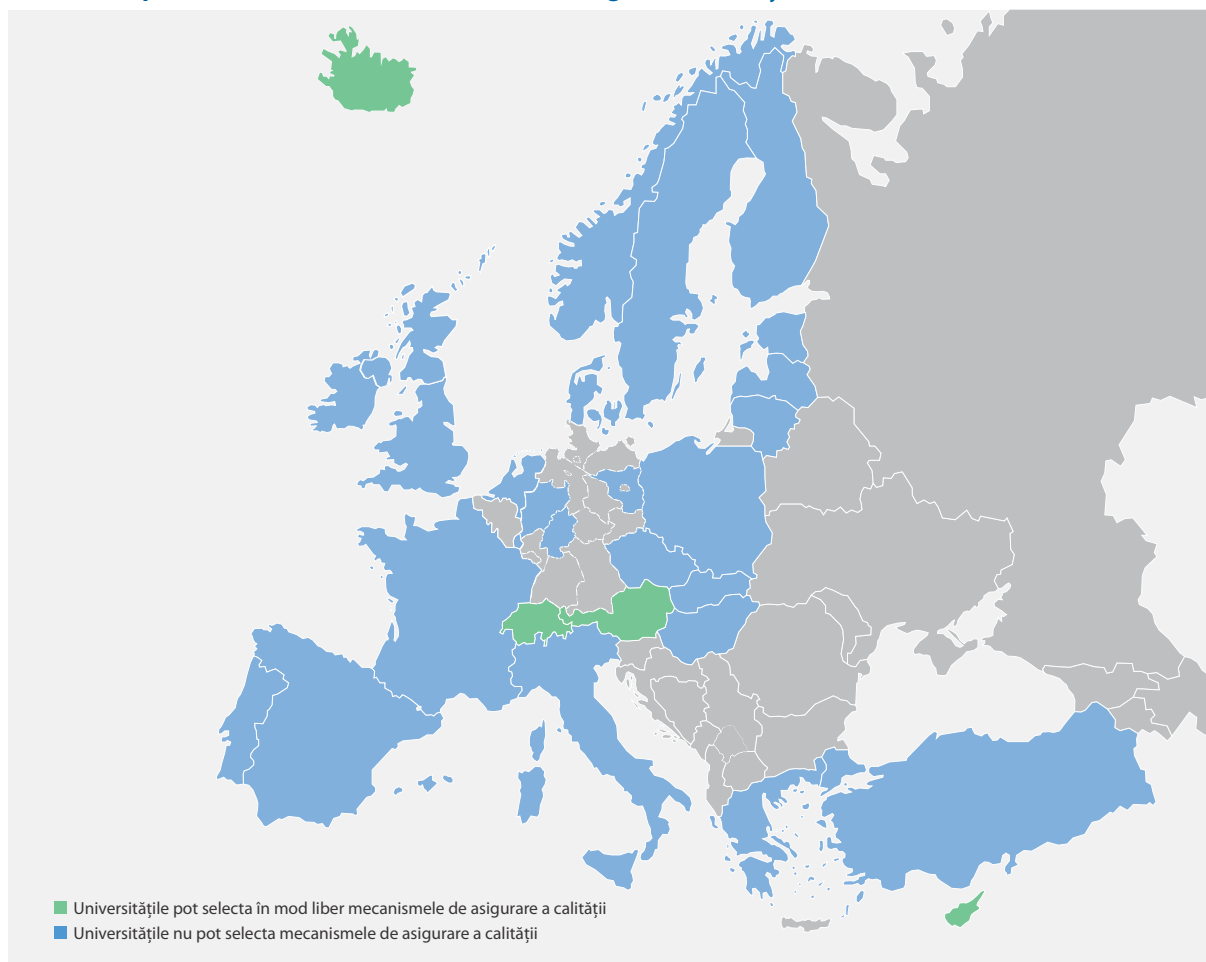 Universitățile pot selecta în mod liber mecanismele de asigurare a calității
Universitățile nu pot selecta mecanismele de asigurare a calității